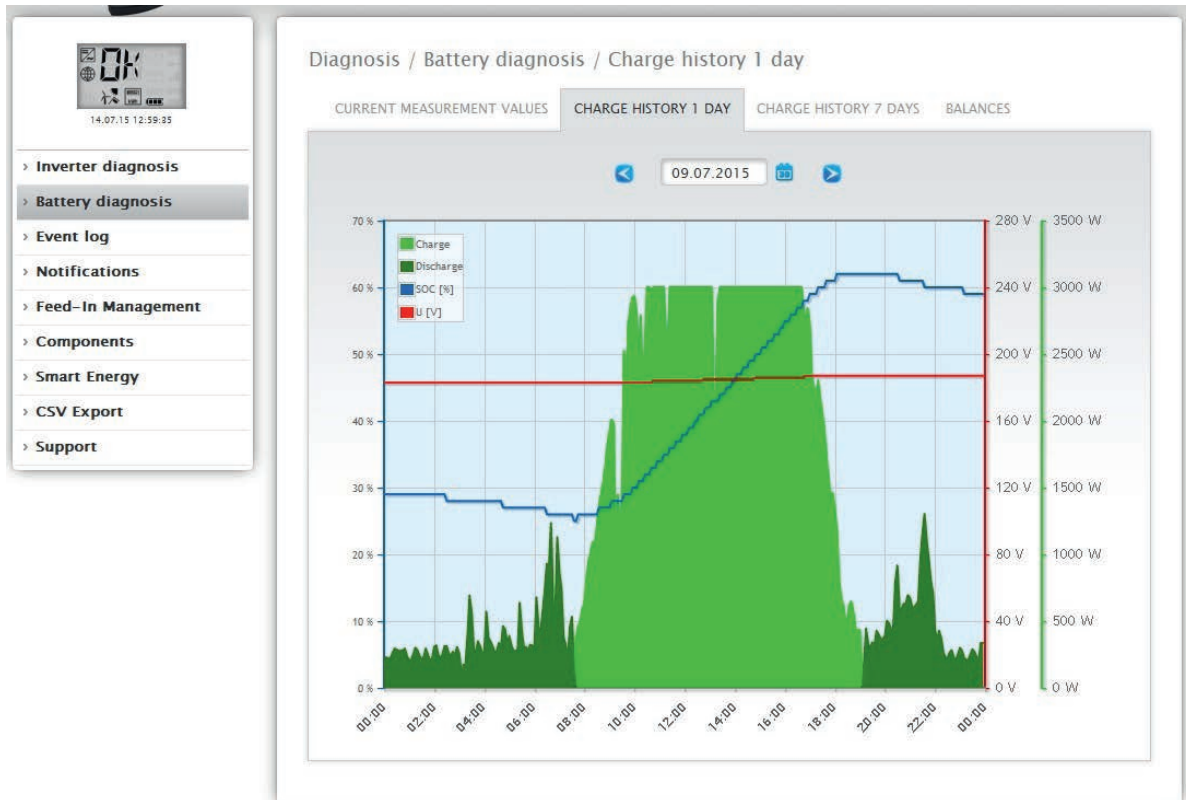 OK
14.07.15 12:59:35
› Inverter diagnosis
› Battery diagnosis
› Event log
› Notifications
› Feed-In Management
› Components
› Smart Energy
› CSV Export
› Support
Diagnosis / Battery diagnosis / Charge history 1 day
CURRENT MEASUREMENT VALUES CHARGE HISTORY 1 DAY CHARGE HISTORY 7 DAYS BALANCES
09.07.2015
70 % 280 V 3500 W
Charge
Discharge
60 % SOC [%] 240 V 3000 W
U [V]
50 % 200 V 2500 W
40 % 160 V 2000 W
30 % 120 V 1500 W
20 % 80 V 1000 W
10 % 40 V 500 W
0 % 0 V 0 W
00:00 02:00 04:00 06:00 08:00 10:00 12:00 14:00 16:00 18:00 20:00 22:00 00:00